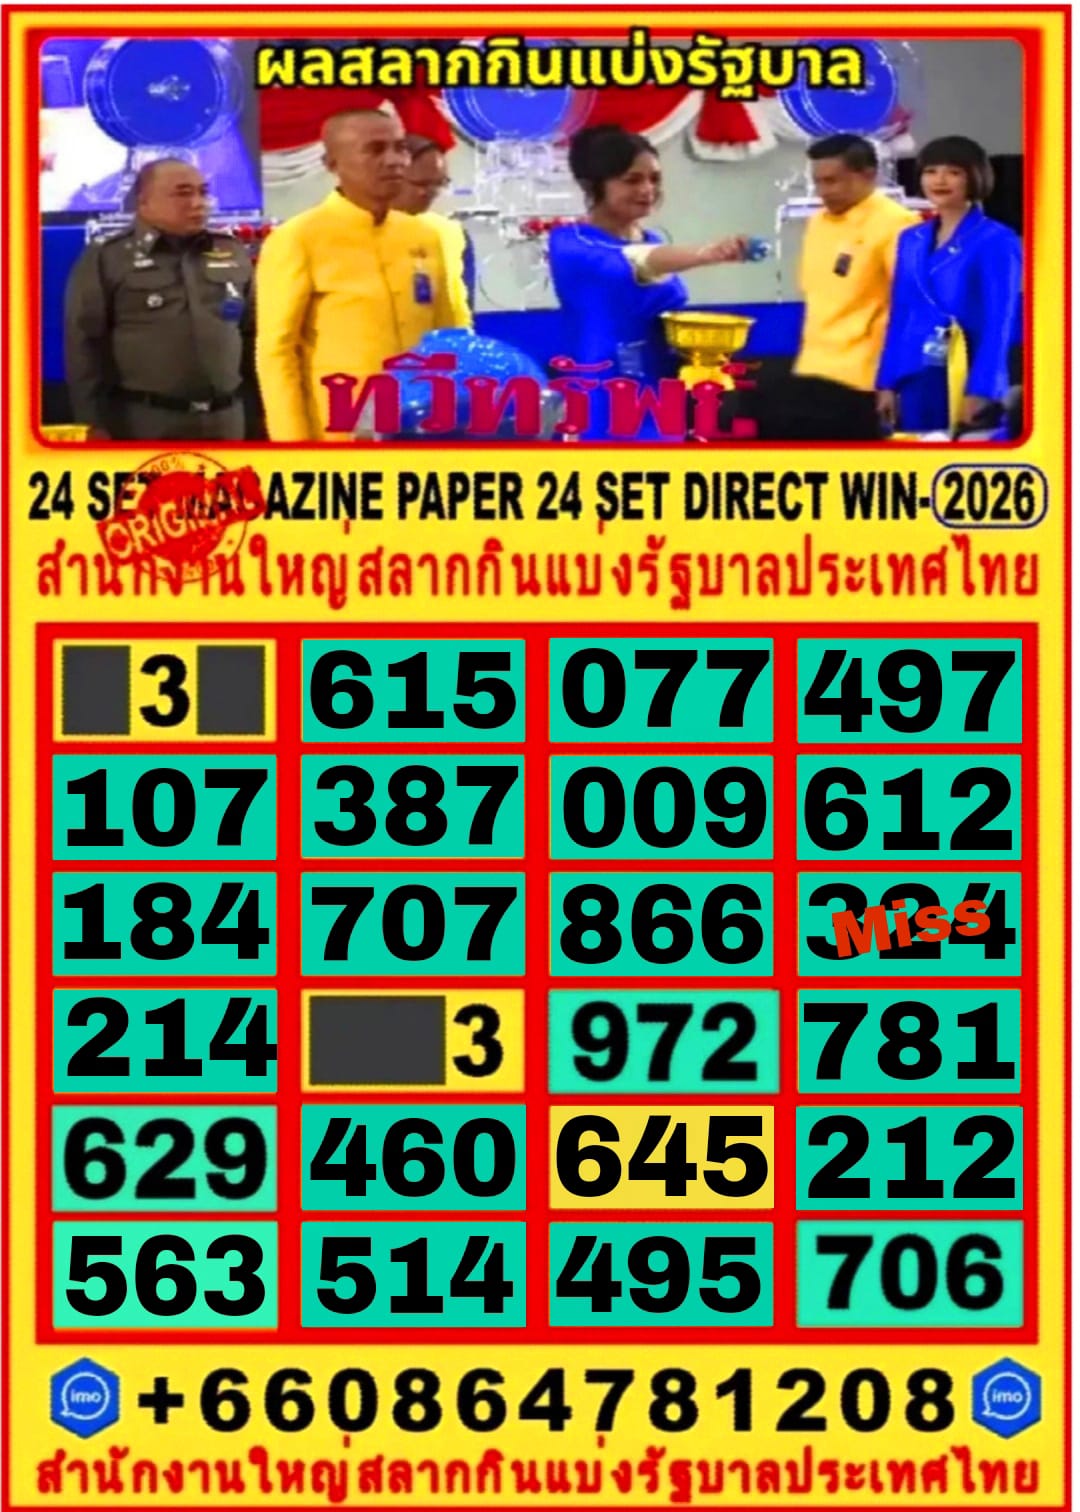 ผลสลากกินแบ่งรัฐบาล
ทวีทรัพย์
24 SET MAGAZINE PAPER 24 SET DIRECT WIN-2026
ORIGINAL
สำนักงานใหญ่สลากกินแบ่งรัฐบาลประเทศไทย
3 615 077 497
107 387 009 612
184 707 866 324
Miss
214 3 972 781
629 460 645 212
563 514 495 706
imo +660864781208 imo
สำนักงานใหญ่สลากกินแบ่งรัฐบาลประเทศไทย